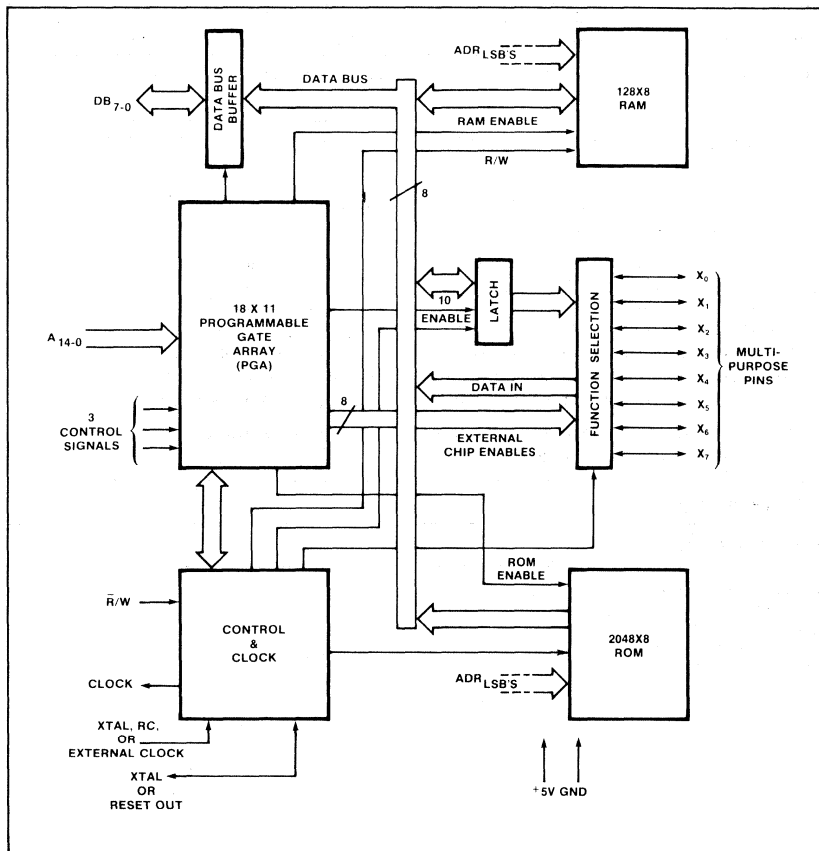 ADR LSB'S
128X8
RAM
DATA BUS
DATA BUS
BUFFER
DB 7-0
RAM ENABLE
R/W
8
18 X 11
PROGRAMMABLE
GATE
ARRAY
(PGA)
A 14-0
3
CONTROL
SIGNALS
10
ENABLE
LATCH
FUNCTION SELECTION
X0
X1
X2
X3
X4
X5
X6
X7
MULTI-
PURPOSE
PINS
DATA IN
8
EXTERNAL
CHIP ENABLES
ROM
ENABLE
R̄/W
CONTROL
&
CLOCK
CLOCK
XTAL, RC,
OR
EXTERNAL CLOCK
XTAL
OR
RESET OUT
2048X8
ROM
ADR LSB'S
+5V GND